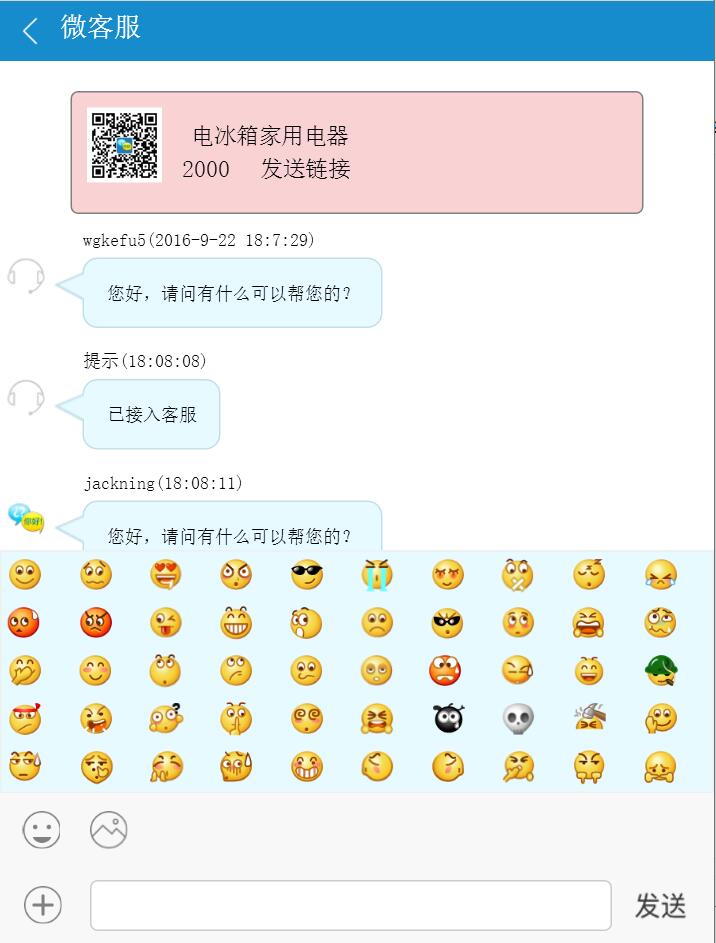 微客服
电冰箱家用电器
2000 发送链接
wgkefu5(2016-9-22 18:7:29)
您好，请问有什么可以帮您的？
提示(18:08:08)
已接入客服
jackning(18:08:11)
你好!
您好，请问有什么可以帮您的？
发送